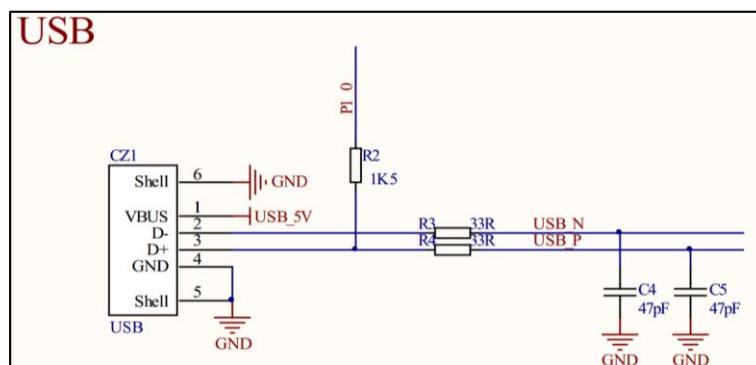 USB
P1_0
CZ1
R2
1K5
Shell 6 GND
VBUS 1 USB_5V
D- 2 R3 33R USB_N
D+ 3 R4 33R USB_P
GND 4
Shell 5
USB
GND
C4
47pF
C5
47pF
GND
GND